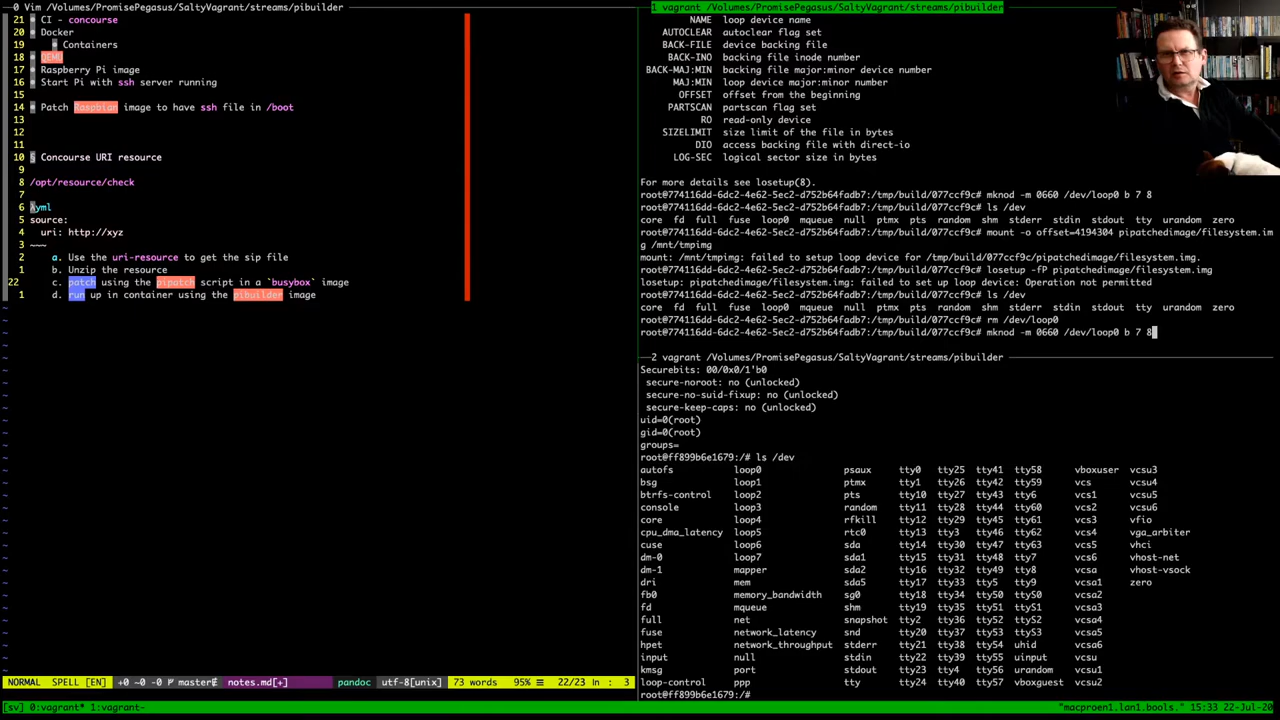 0 Vim /Volumes/PromisePegasus/SaltyVagrant/streams/pibuilder
21 CI - concourse
20 Docker
19 Containers
18 QEMU
17 Raspberry Pi image
16 Start Pi with ssh server running
15
14 Patch Raspbian image to have ssh file in /boot
13
12
11
10 § Concourse URI resource
9
8 /opt/resource/check
7
6 yml
5 source:
4 uri: http://xyz
3 ~~~
2 a. Use the uri-resource to get the sip file
1 b. Unzip the resource
22 c. patch using the pipatch script in a `busybox` image
1 d. run up in container using the pibuilder image
NORMAL SPELL [EN] +0 ~0 -0 master notes.md[+] pandoc utf-8[unix] 73 words 95% ☰ 22/23 ln : 3
1 vagrant /Volumes/PromisePegasus/SaltyVagrant/streams/pibuilder
NAME loop device name
AUTOCLEAR autoclear flag set
BACK-FILE device backing file
BACK-INO backing file inode number
BACK-MAJ:MIN backing file major:minor device number
MAJ:MIN loop device major:minor number
OFFSET offset from the beginning
PARTSCAN partscan flag set
RO read-only device
SIZELIMIT size limit of the file in bytes
DIO access backing file with direct-io
LOG-SEC logical sector size in bytes
For more details see losetup(8).
root@774116dd-6dc2-4c65-5ec2-d752b64fadb7:/tmp/build/077ccf9c# mknod -m 0660 /dev/loop0 b 7 8
root@774116dd-6dc2-4c65-5ec2-d752b64fadb7:/tmp/build/077ccf9c# ls /dev
core fd full fuse loop0 mqueue null ptmx pts random shm stderr stdin stdout tty urandom zero
root@774116dd-6dc2-4c65-5ec2-d752b64fadb7:/tmp/build/077ccf9c# mount -o offset=4194304 pipatchedimage/filesystem.im
g /mnt/tmpimg
mount: /mnt/tmpimg: failed to setup loop device for /tmp/build/077ccf9c/pipatchedimage/filesystem.img.
root@774116dd-6dc2-4c65-5ec2-d752b64fadb7:/tmp/build/077ccf9c# losetup -fP pipatchedimage/filesystem.img
losetup: pipatchedimage/filesystem.img: failed to set up loop device: Operation not permitted
root@774116dd-6dc2-4c65-5ec2-d752b64fadb7:/tmp/build/077ccf9c# ls /dev
core fd full fuse loop0 mqueue null ptmx pts random shm stderr stdin stdout tty urandom zero
root@774116dd-6dc2-4c65-5ec2-d752b64fadb7:/tmp/build/077ccf9c# rm /dev/loop0
root@774116dd-6dc2-4c65-5ec2-d752b64fadb7:/tmp/build/077ccf9c# mknod -m 0660 /dev/loop0 b 7 8
2 vagrant /Volumes/PromisePegasus/SaltyVagrant/streams/pibuilder
Securebits: 00/0x0/1'b0
secure-noroot: no (unlocked)
secure-no-suid-fixup: no (unlocked)
secure-keep-caps: no (unlocked)
uid=0(root)
gid=0(root)
groups=
root@ff899b6e1679:/# ls /dev
autofs loop0 psaux tty0 tty25 tty41 tty58 vboxuser vcsu3
bsg loop1 ptmx tty1 tty26 tty42 tty59 vcs vcsu4
btrfs-control loop2 pts tty10 tty27 tty43 tty6 vcs1 vcsu5
console loop3 random tty11 tty28 tty44 tty60 vcs2 vcsu6
core loop4 rfkill tty12 tty29 tty45 tty61 vcs3 vfio
cpu_dma_latency loop5 rtc0 tty13 tty3 tty46 tty62 vcs4 vga_arbiter
cuse loop6 sda tty14 tty30 tty47 tty63 vcs5 vhci
dm-0 loop7 sda1 tty15 tty31 tty48 tty7 vcs6 vhost-net
dm-1 mapper sda2 tty16 tty32 tty49 tty8 vcsa vhost-vsock
dri mem sda5 tty17 tty33 tty5 tty9 vcsa1 zero
fb0 memory_bandwidth sg0 tty18 tty34 tty50 ttyS0 vcsa2
fd mqueue shm tty19 tty35 tty51 ttyS1 vcsa3
full net snapshot tty2 tty36 tty52 ttyS2 vcsa4
fuse network_latency snd tty20 tty37 tty53 ttyS3 vcsa5
hpet network_throughput stderr tty21 tty38 tty54 uhid vcsa6
input null stdin tty22 tty39 tty55 uinput vcsu
kmsg port stdout tty23 tty4 tty56 urandom vcsu1
loop-control ppp tty tty24 tty40 tty57 vboxguest vcsu2
root@ff899b6e1679:/#
[sv] 0:vagrant* 1:vagrant- "macproen1.lan1.bools." 15:33 22-Jul-20